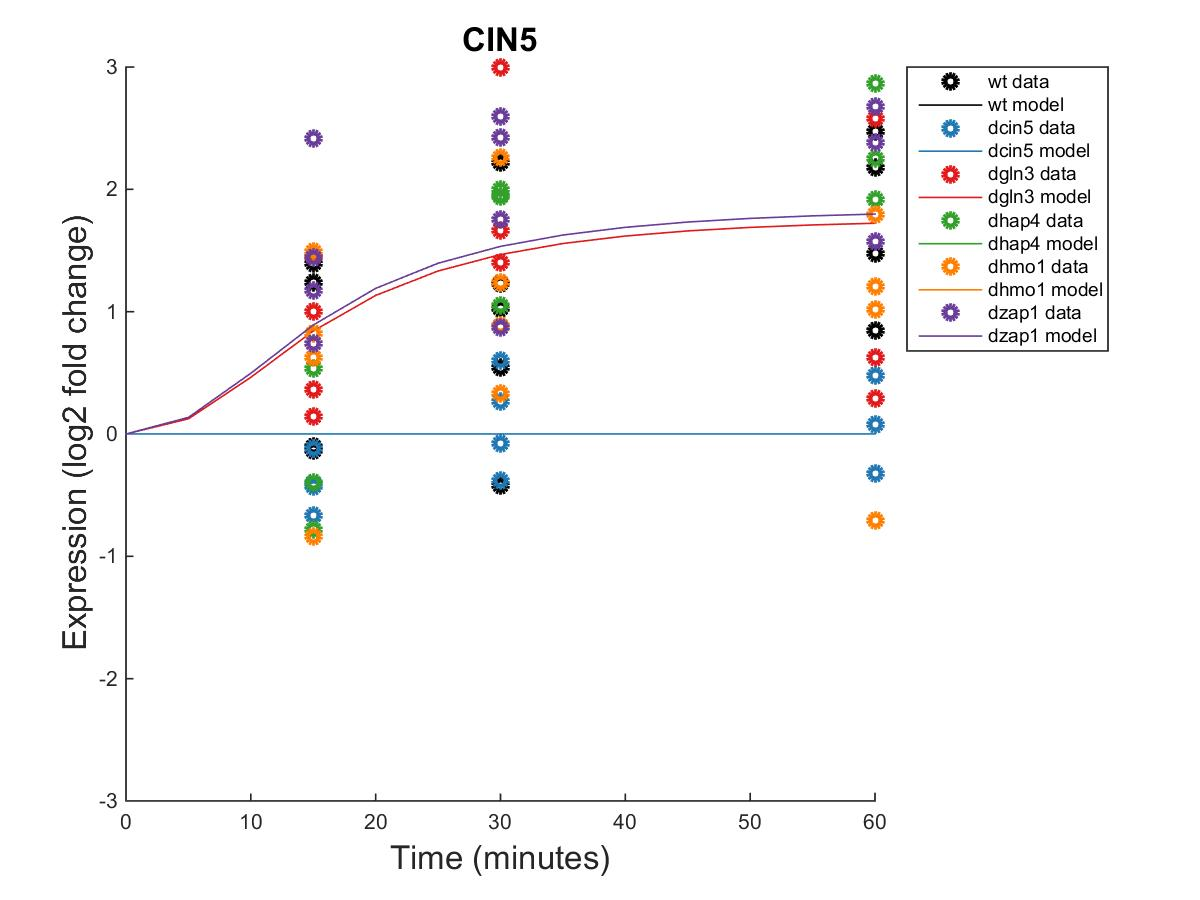 CIN5
3
2
1
0
-1
-2
-3
Expression (log2 fold change)
0 10 20 30 40 50 60
Time (minutes)
wt data
wt model
dcin5 data
dcin5 model
dgln3 data
dgln3 model
dhap4 data
dhap4 model
dhmo1 data
dhmo1 model
dzap1 data
dzap1 model